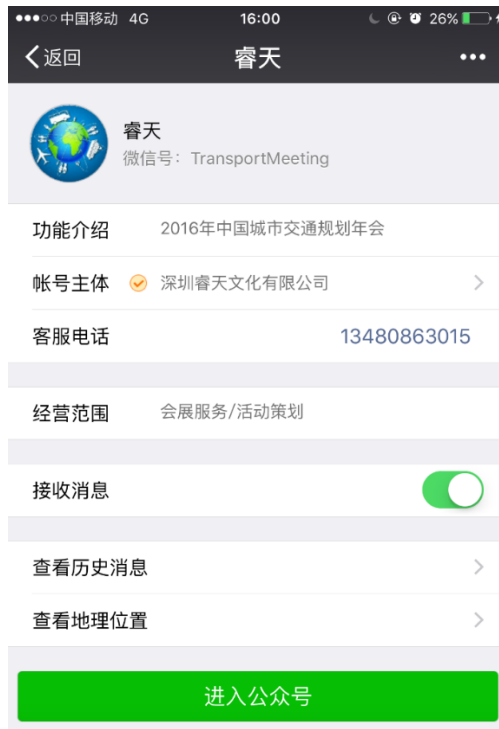 中国移动 4G 16:00 26%
返回 睿天
睿天
微信号：TransportMeeting
功能介绍 2016年中国城市交通规划年会
帐号主体 深圳睿天文化有限公司
客服电话 13480863015
经营范围 会展服务/活动策划
接收消息
查看历史消息
查看地理位置
进入公众号